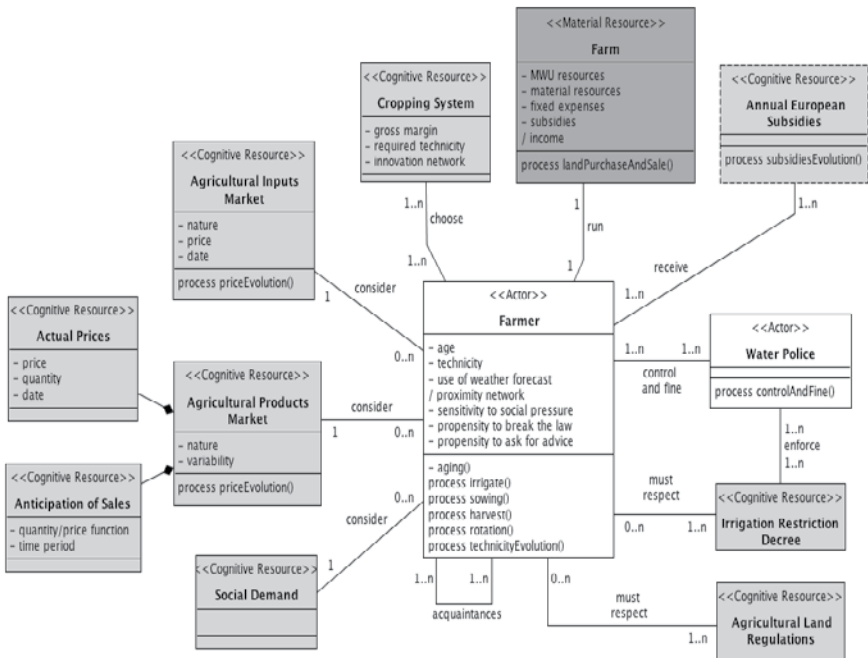 <<Material Resource>>
Farm
– MWU resources
– material resources
– fixed expenses
– subsidies
/ income
process landPurchaseAndSale()
<<Cognitive Resource>>
Cropping System
– gross margin
– required technicity
– innovation network
<<Cognitive Resource>>
Annual European
Subsidies
process subsidiesEvolution()
<<Cognitive Resource>>
Agricultural Inputs
Market
– nature
– price
– date
process priceEvolution()
1..n
choose
1..n
1
run
1
1..n
receive
1..n
1
consider
0..n
<<Cognitive Resource>>
Actual Prices
– price
– quantity
– date
<<Cognitive Resource>>
Agricultural Products
Market
– nature
– variability
process priceEvolution()
consider
1
0..n
<<Cognitive Resource>>
Anticipation of Sales
– quantity/price function
– time period
<<Actor>>
Farmer
– age
– technicity
– use of weather forecast
/ proximity network
– sensitivity to social pressure
– propensity to break the law
– propensity to ask for advice
– aging()
process irrigate()
process sowing()
process harvest()
process rotation()
process technicityEvolution()
1..n
1..n
control
and fine
<<Actor>>
Water Police
process controlAndFine()
1..n
enforce
1..n
0..n
consider
1
<<Cognitive Resource>>
Social Demand
must
respect
0..n
1..n
<<Cognitive Resource>>
Irrigation Restriction
Decree
1..n
1..n
acquaintances
0..n
must
respect
1..n
<<Cognitive Resource>>
Agricultural Land
Regulations